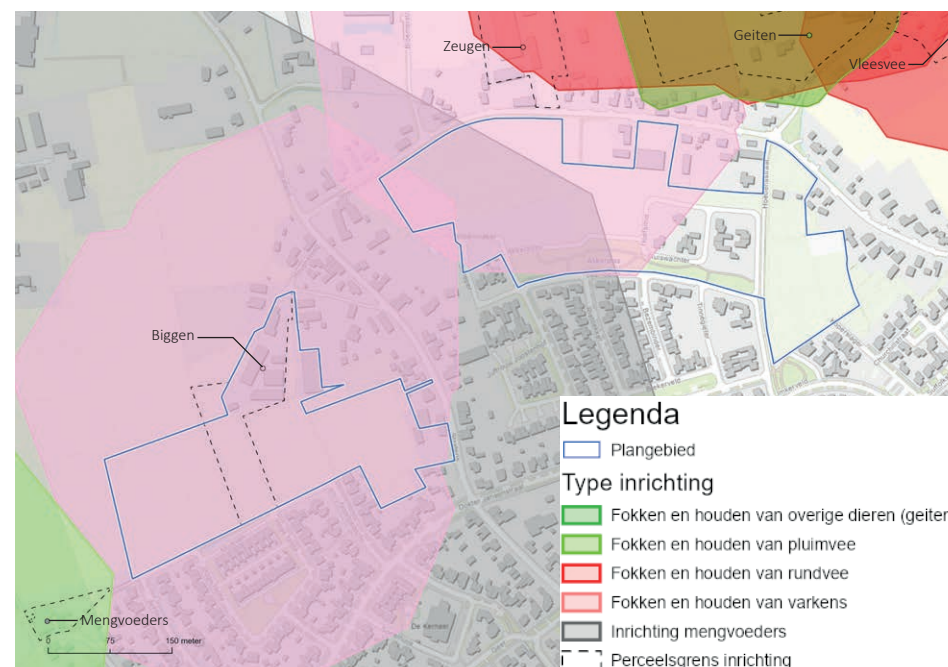 Zeugen
Geiten
Vleesvee
Biggen
Mengvoeders
0 75 150 meter
De Kerneel
Legenda
Plangebied
Type inrichting
Fokken en houden van overige dieren (geiten
Fokken en houden van pluimvee
Fokken en houden van rundvee
Fokken en houden van varkens
Inrichting mengvoeders
Perceelsgrens inrichting